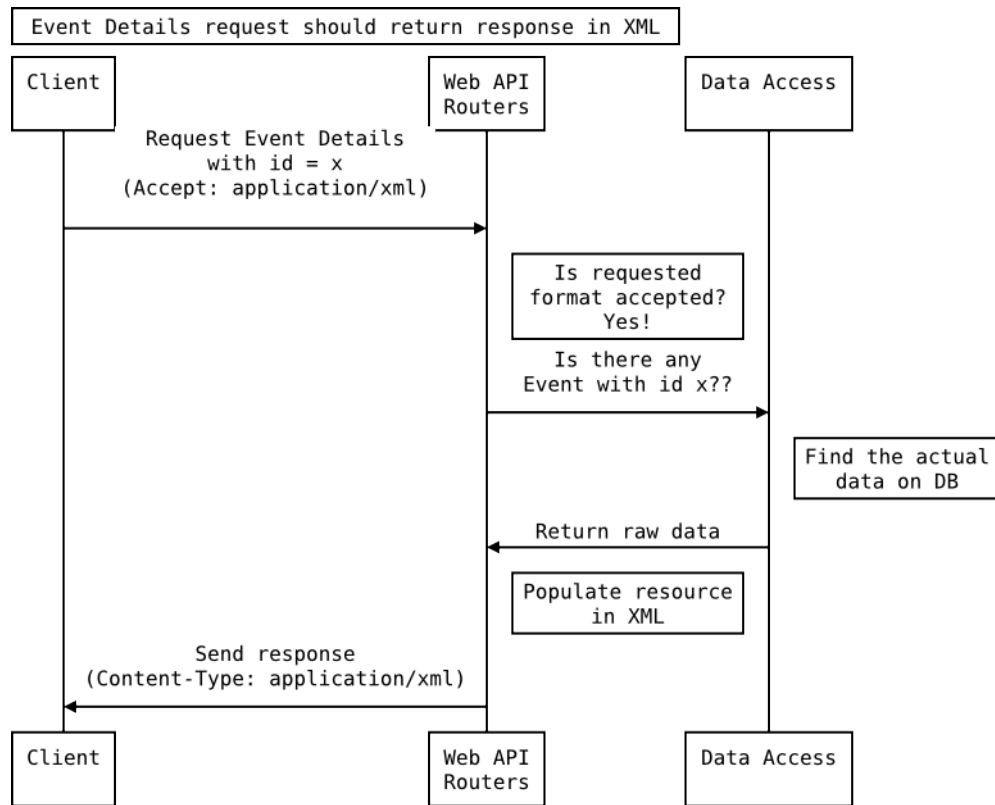 Event Details request should return response in XML
Client
Web API
Routers
Data Access
Request Event Details
with id = x
(Accept: application/xml)
Is requested
format accepted?
Yes!
Is there any
Event with id x??
Find the actual
data on DB
Return raw data
Populate resource
in XML
Send response
(Content-Type: application/xml)
Client
Web API
Routers
Data Access